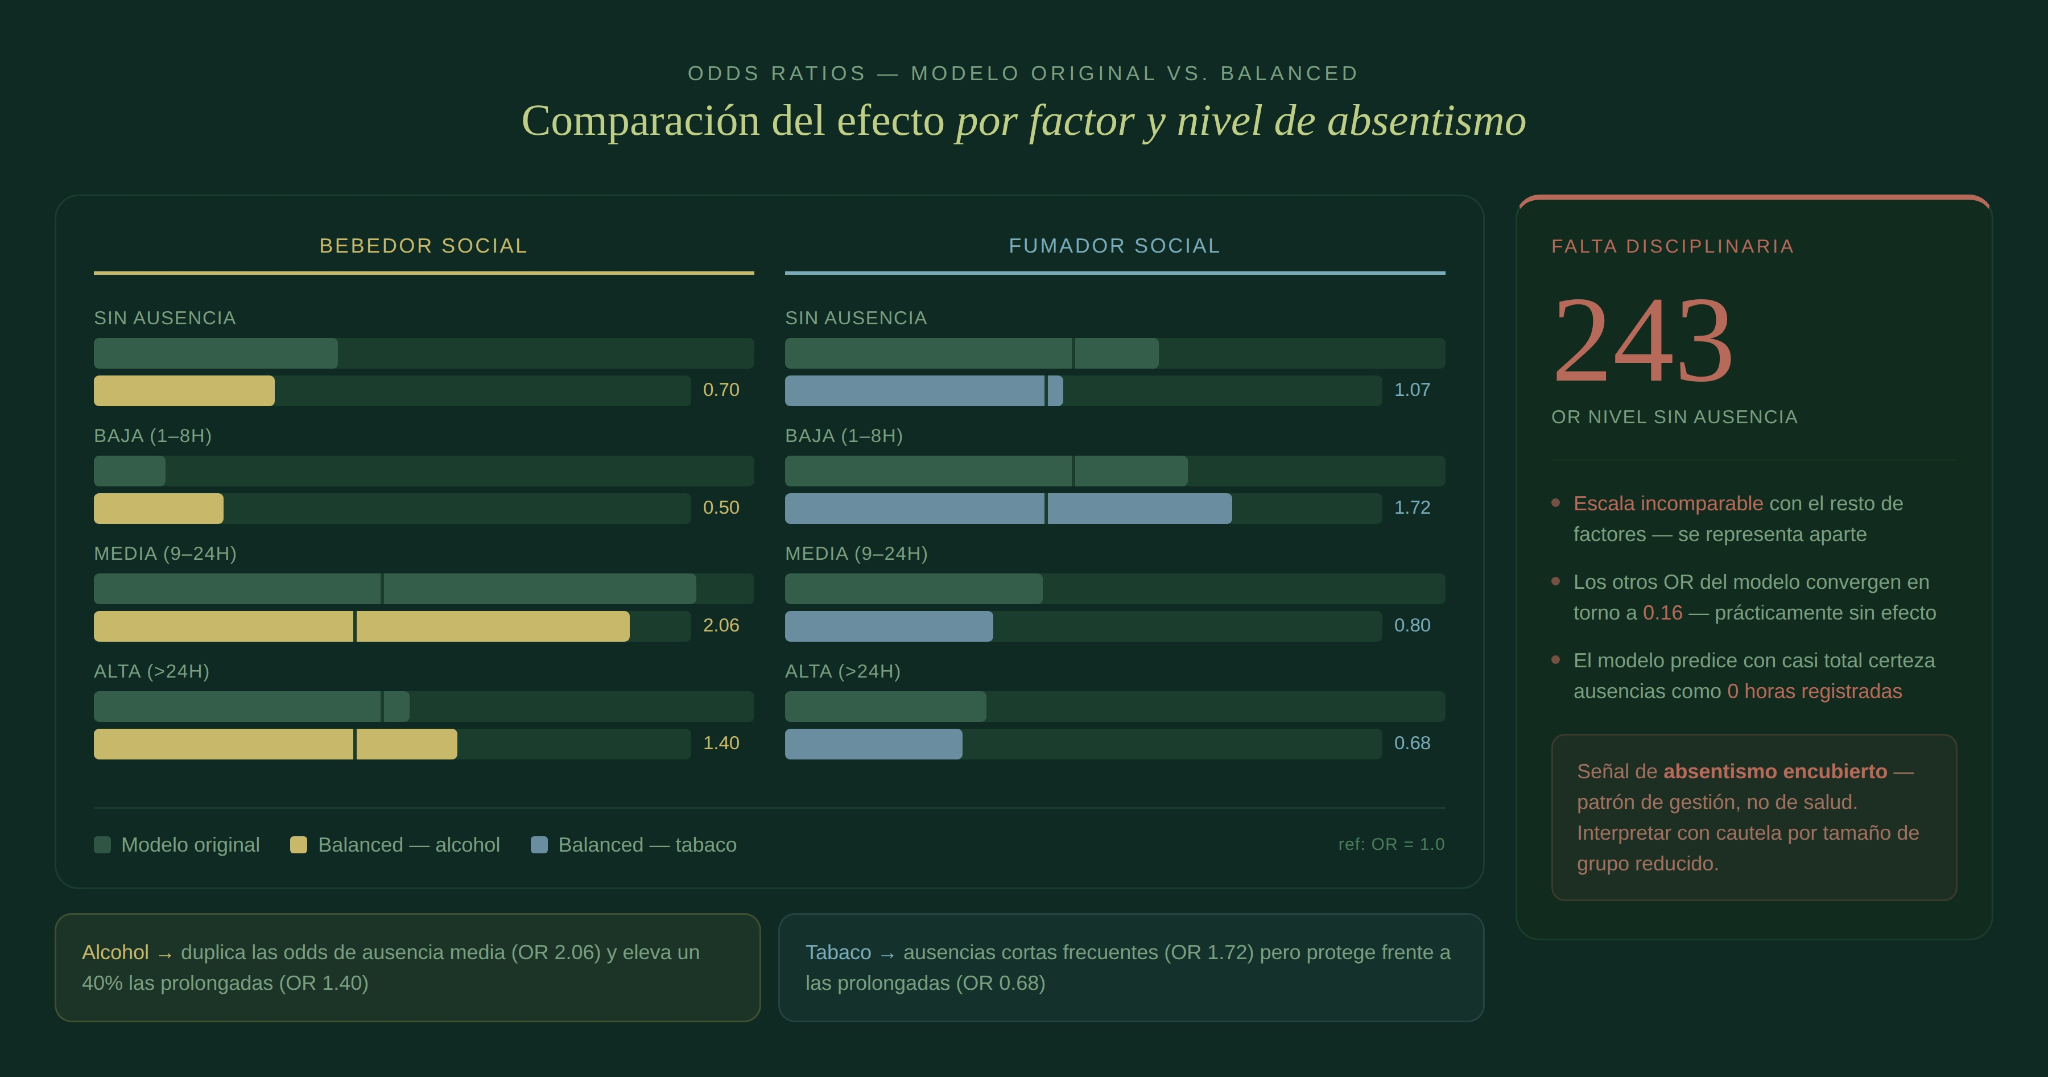 ODDS RATIOS — MODELO ORIGINAL VS. BALANCED
Comparación del efecto por factor y nivel de absentismo
BEBEDOR SOCIAL
SIN AUSENCIA
0.70
BAJA (1–8H)
0.50
MEDIA (9–24H)
2.06
ALTA (>24H)
1.40
FUMADOR SOCIAL
SIN AUSENCIA
1.07
BAJA (1–8H)
1.72
MEDIA (9–24H)
0.80
ALTA (>24H)
0.68
Modelo original
Balanced — alcohol
Balanced — tabaco
ref: OR = 1.0
Alcohol → duplica las odds de ausencia media (OR 2.06) y eleva un
40% las prolongadas (OR 1.40)
Tabaco → ausencias cortas frecuentes (OR 1.72) pero protege frente a
las prolongadas (OR 0.68)
FALTA DISCIPLINARIA
243
OR NIVEL SIN AUSENCIA
Escala incomparable con el resto de
factores — se representa aparte
Los otros OR del modelo convergen en
torno a 0.16 — prácticamente sin efecto
El modelo predice con casi total certeza
ausencias como 0 horas registradas
Señal de absentismo encubierto —
patrón de gestión, no de salud.
Interpretar con cautela por tamaño de
grupo reducido.